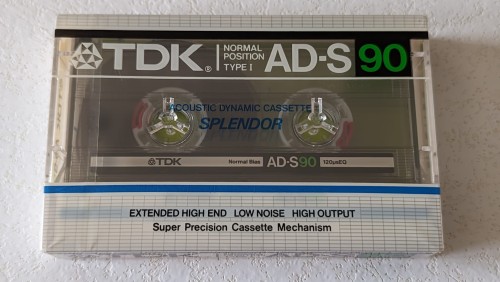 TDK® NORMAL POSITION TYPE I AD-S 90
ACOUSTIC DYNAMIC CASSETTE
SPLENDOR
TDK Normal Bias AD-S90 120µsEQ
EXTENDED HIGH END LOW NOISE HIGH OUTPUT
Super Precision Cassette Mechanism